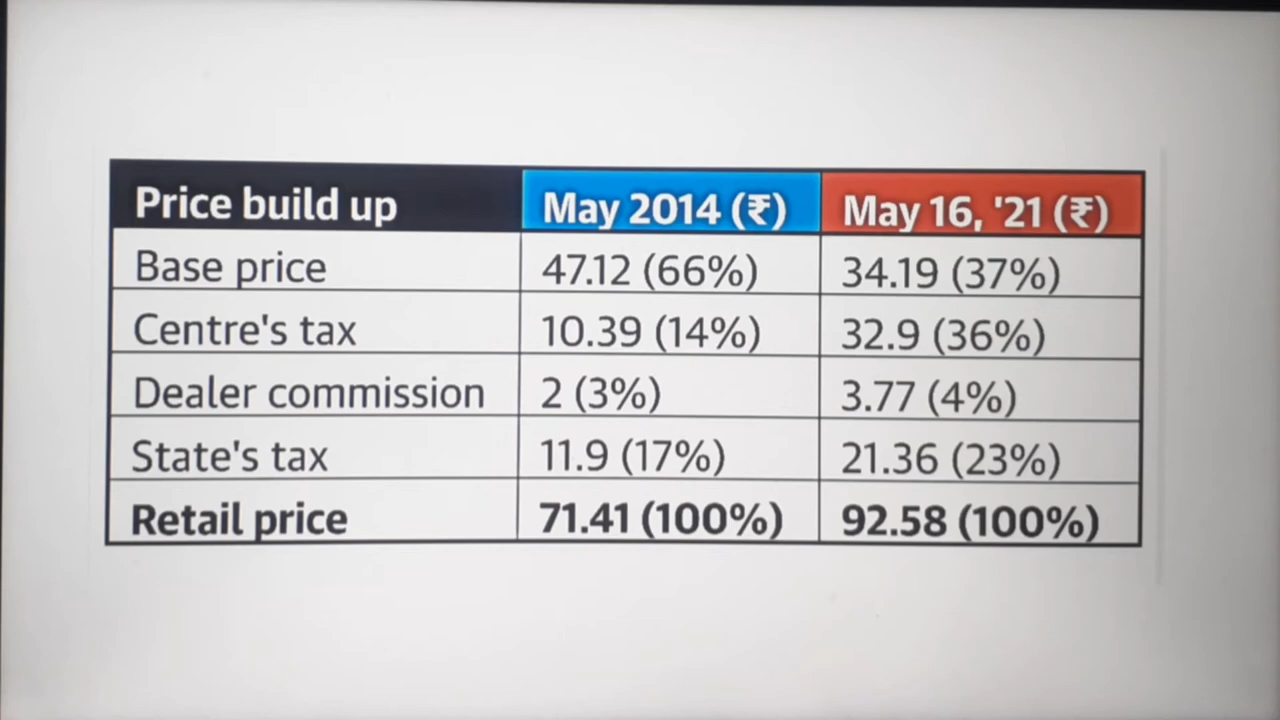 Price build up May 2014 (₹) May 16, '21 (₹)
Base price 47.12 (66%) 34.19 (37%)
Centre's tax 10.39 (14%) 32.9 (36%)
Dealer commission 2 (3%) 3.77 (4%)
State's tax 11.9 (17%) 21.36 (23%)
Retail price 71.41 (100%) 92.58 (100%)